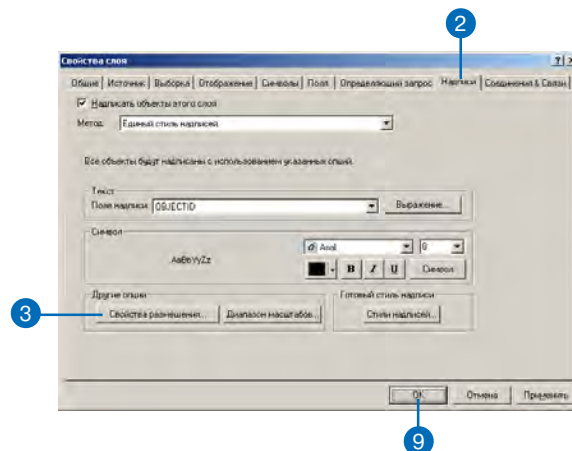 2
Свойства слоя
Общие Источник Выборка Отображение Символы Поля Определяющий запрос Надписи Соединения & Связи
Надписать объекты этого слоя
Метод: Единый стиль надписей.
Все объекты будут надписаны с использованием указанных опций.
Текст
Поле надписи: OBJECTID Выражение...
Символ
AaBbYyZz Arial 8
B I U Символ
Другие опции Готовый стиль надписи
3 Свойства размещения... Диапазон масштабов... Стили надписей...
OK Отмена Применить
9